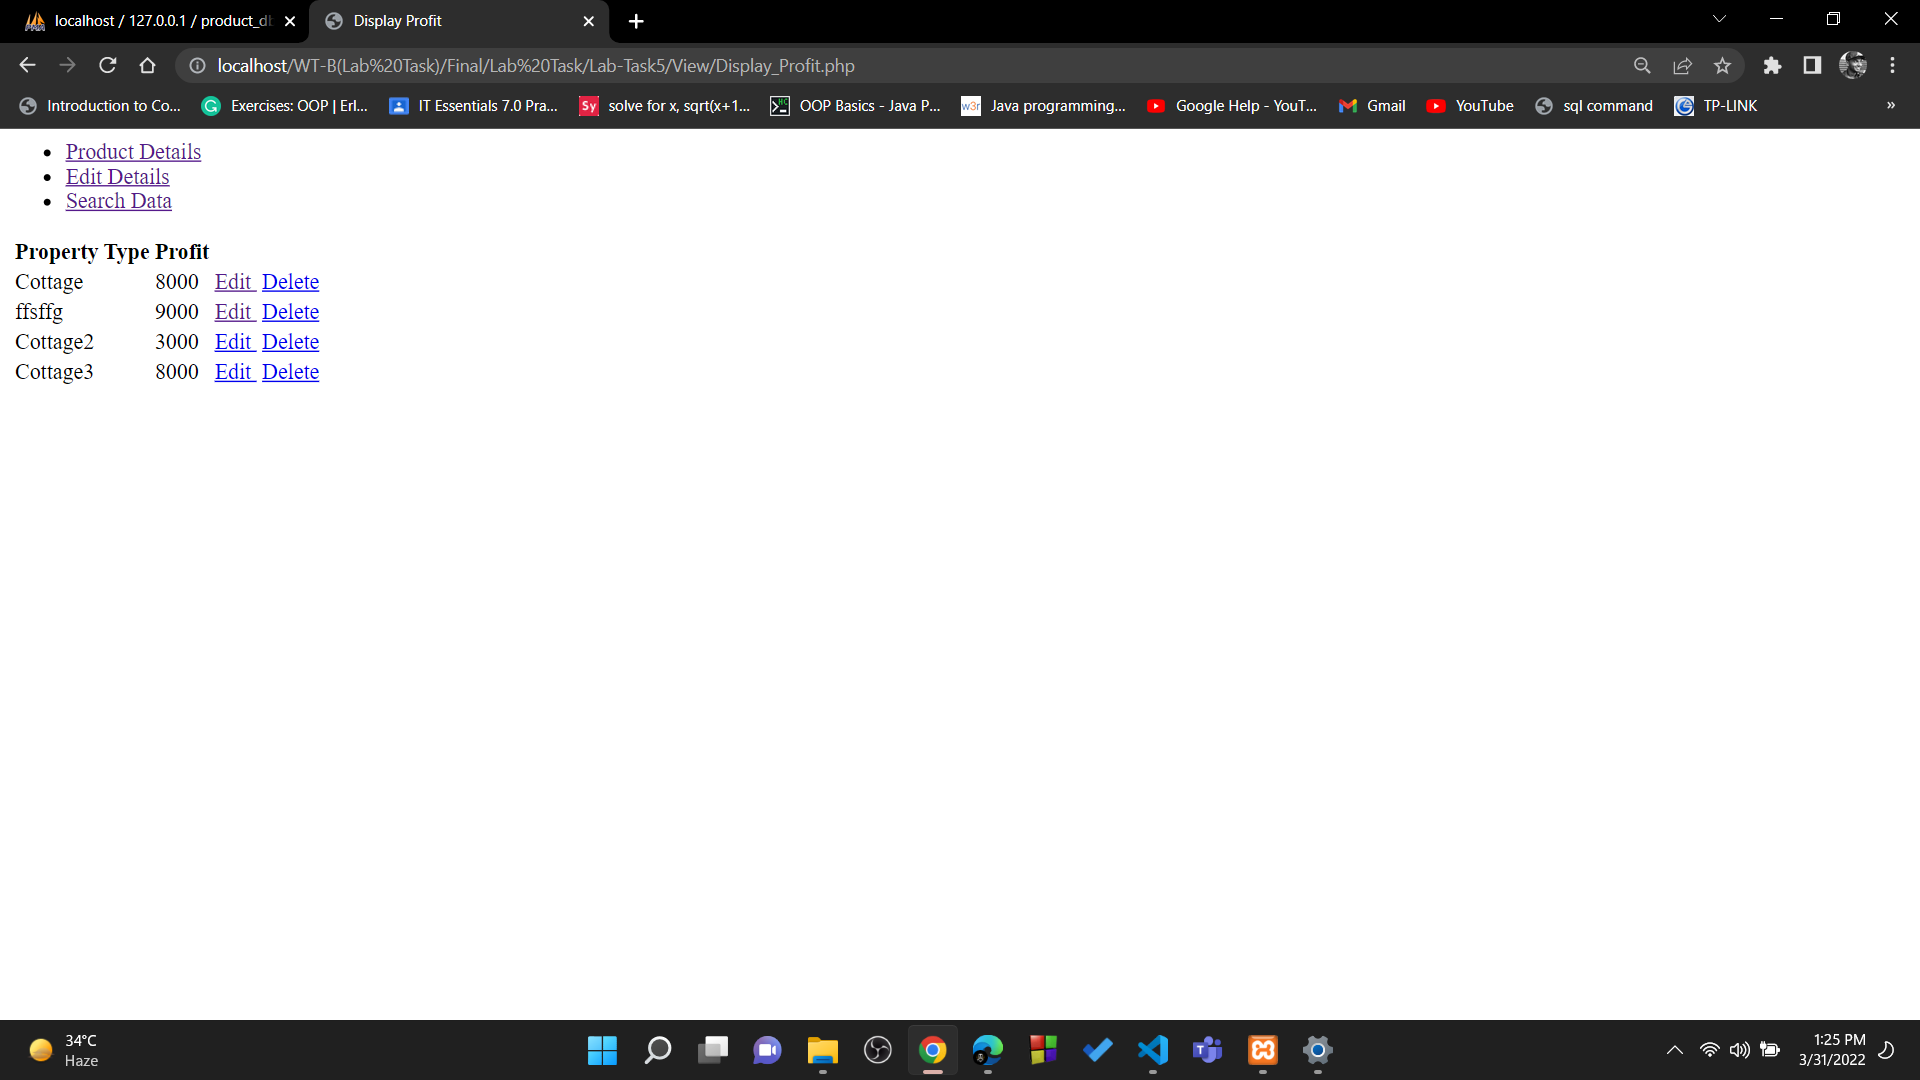 localhost / 127.0.0.1 / product_db
Display Profit
localhost/WT-B(Lab%20Task)/Final/Lab%20Task/Lab-Task5/View/Display_Profit.php
Introduction to Co... Exercises: OOP | Erl... IT Essentials 7.0 Pra... Sy solve for x, sqrt(x+1... OOP Basics - Java P... w3r Java programming... Google Help - YouT... Gmail YouTube sql command TP-LINK »
Product Details
Edit Details
Search Data
Property Type Profit
Cottage 8000 Edit Delete
ffsffg 9000 Edit Delete
Cottage2 3000 Edit Delete
Cottage3 8000 Edit Delete
34°C
Haze
1:25 PM
3/31/2022